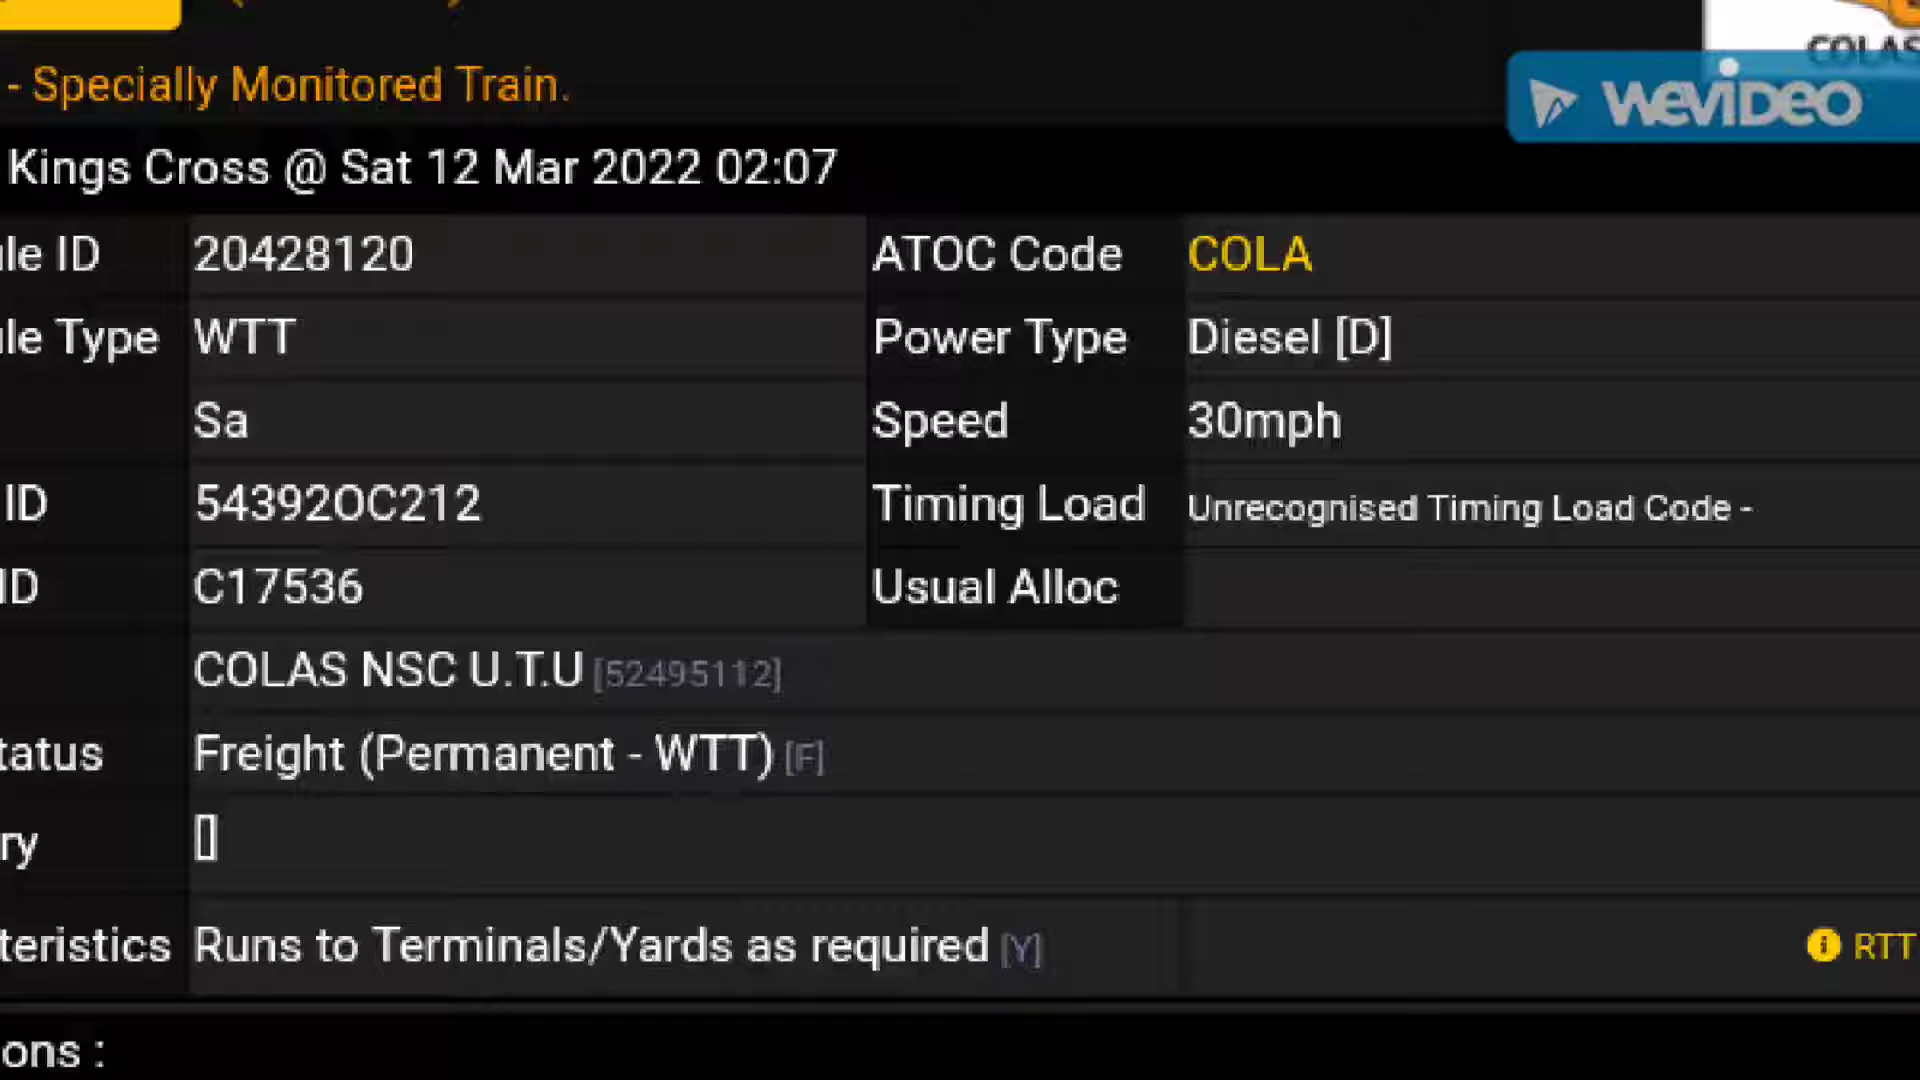 COLAS
- Specially Monitored Train.
WEVIDEO
Kings Cross @ Sat 12 Mar 2022 02:07
le ID 20428120 ATOC Code COLA
le Type WTT Power Type Diesel [D]
Sa Speed 30mph
ID 54392OC212 Timing Load Unrecognised Timing Load Code -
ID C17536 Usual Alloc
COLAS NSC U.T.U [52495112]
tatus Freight (Permanent - WTT) [F]
ry []
teristics Runs to Terminals/Yards as required [Y] RTT
ons :